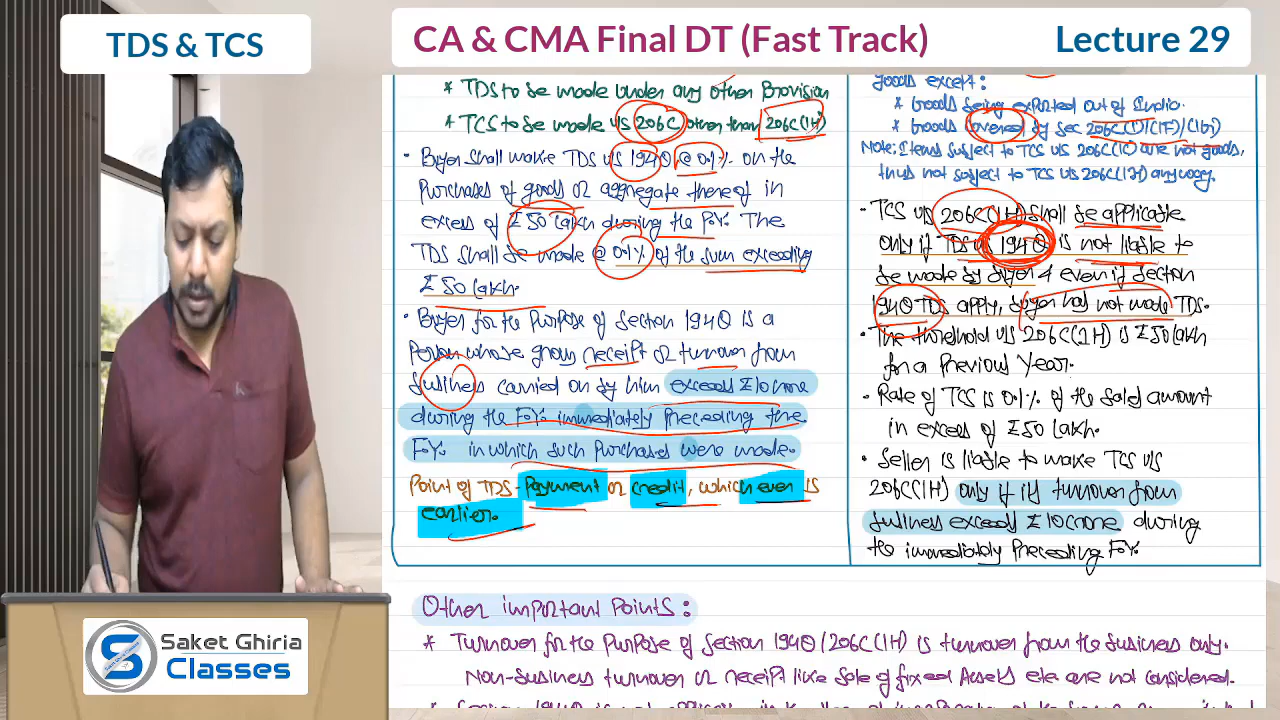 TDS & TCS
CA & CMA Final DT (Fast Track)
Lecture 29
* TDS to be made under any other Provision
* TCS to be made u/s 206C other than 206C(1H)
• Buyer shall make TDS u/s 194Q @ 0.1% on the
Purchases of goods or aggregate there of in
excess of ₹50 lakh during the FY. The
TDS shall be made @ 0.1% of the sum exceeding
₹50 lakh.
• Buyer for the Purpose of Section 194Q is a
Person whose gross receipt or turnover from
business carried on by him exceeds ₹10 crore
during the F.Y. immediately Preceding the
F.Y. in which such Purchases were made.
Point of TDS - Payment or credit, which ever is
earlier.
goods except:
* Goods being exported out of India.
* Goods covered by sec 206C(1)/(1F)/(1G)
Note: Items subject to TCS u/s 206C(1C) are not goods,
thus not subject to TCS u/s 206C(1H) anyway.
• TCS u/s 206C(1H) shall be applicable
only if TDS u/s 194Q is not liable to
be made by buyer & even if Section
194Q TDS apply, buyer has not made TDS.
• The threshold u/s 206C(1H) is ₹50 lakh
for a Previous Year.
• Rate of TCS is 0.1% of the sales amount
in excess of ₹50 lakh.
• Seller is liable to make TCS u/s
206C(1H) only if its turnover from
business exceed ₹10 crore during
the immediately Preceding F.Y.
Other important Points:
* Turnover for the Purpose of Section 194Q/206C(1H) is turnover from the business only.
Non-business turnover or receipt like Sale of fixed Assets etc are not considered.
S
Saket Ghiria
Classes